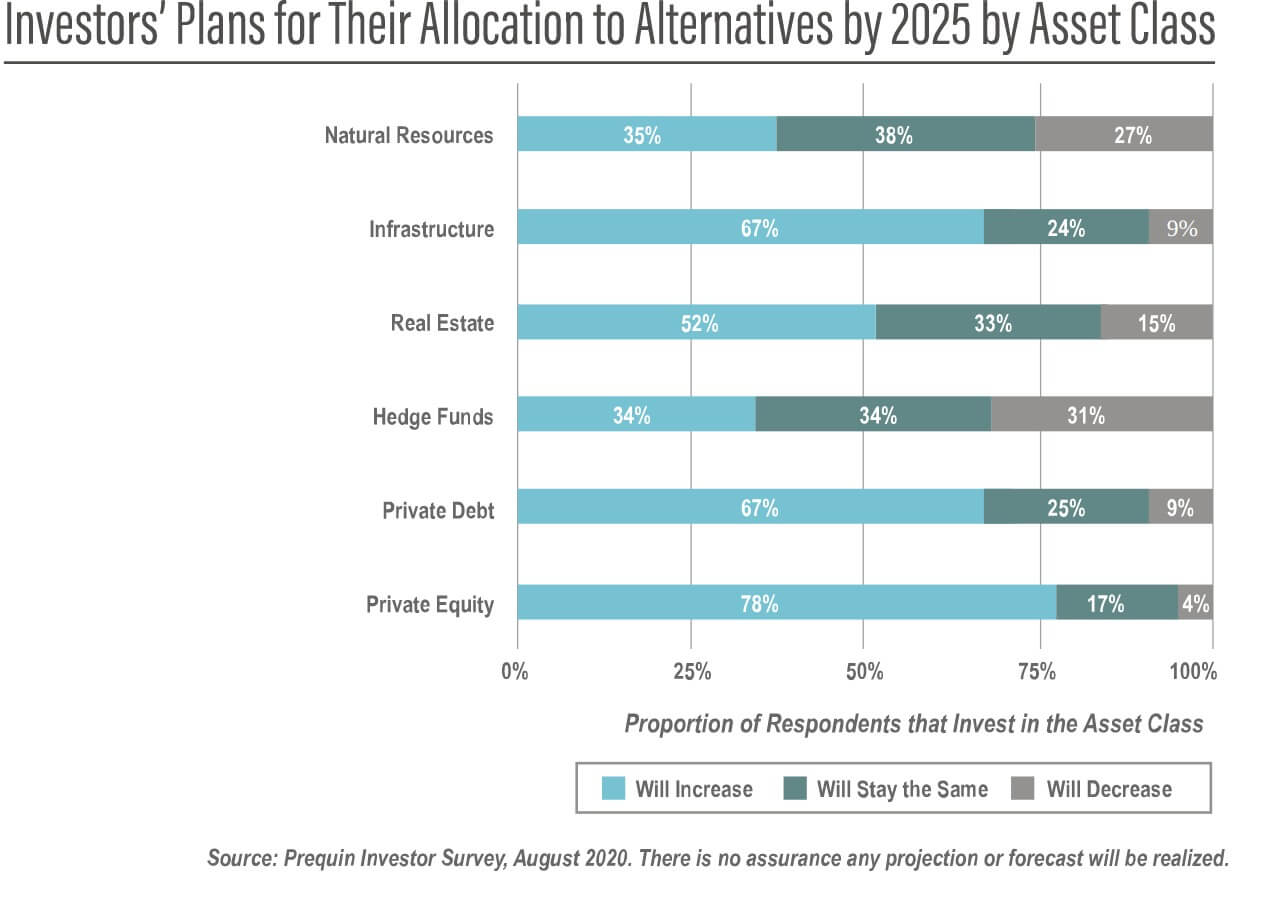 Investors’ Plans for Their Allocation to Alternatives by 2025 by Asset Class
Natural Resources 35% 38% 27%
Infrastructure 67% 24% 9%
Real Estate 52% 33% 15%
Hedge Funds 34% 34% 31%
Private Debt 67% 25% 9%
Private Equity 78% 17% 4%
0% 25% 50% 75% 100%
Proportion of Respondents that Invest in the Asset Class
Will Increase Will Stay the Same Will Decrease
Source: Prequin Investor Survey, August 2020. There is no assurance any projection or forecast will be realized.